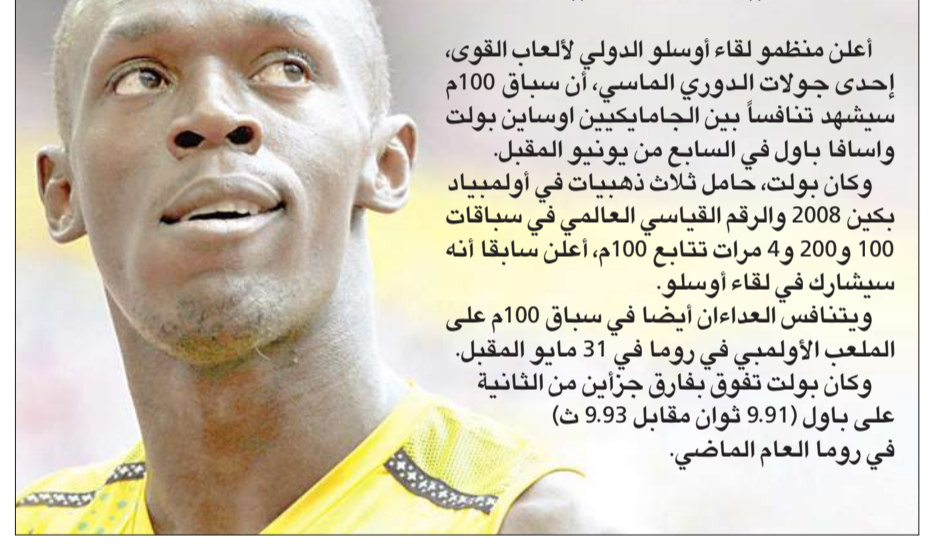 أعلن منظمو لقاء أوسلو الدولي لألعاب القوى،
إحدى جولات الدوري الماسي، أن سباق 100م
سيشهد تنافساً بين الجامايكيين اوساين بولت
واسافا باول في السابع من يونيو المقبل.
وكان بولت، حامل ثلاث ذهبيات في أولمبياد
بكين 2008 والرقم القياسي العالمي في سباقات
100 و200 و4 مرات تتابع 100م، أعلن سابقا أنه
سيشارك في لقاء أوسلو.
ويتنافس العداءان أيضا في سباق 100م على
الملعب الأولمبي في روما في 31 مايو المقبل.
وكان بولت تفوق بفارق جزأين من الثانية
على باول (9.91 ثوان مقابل 9.93 ث)
في روما العام الماضي.